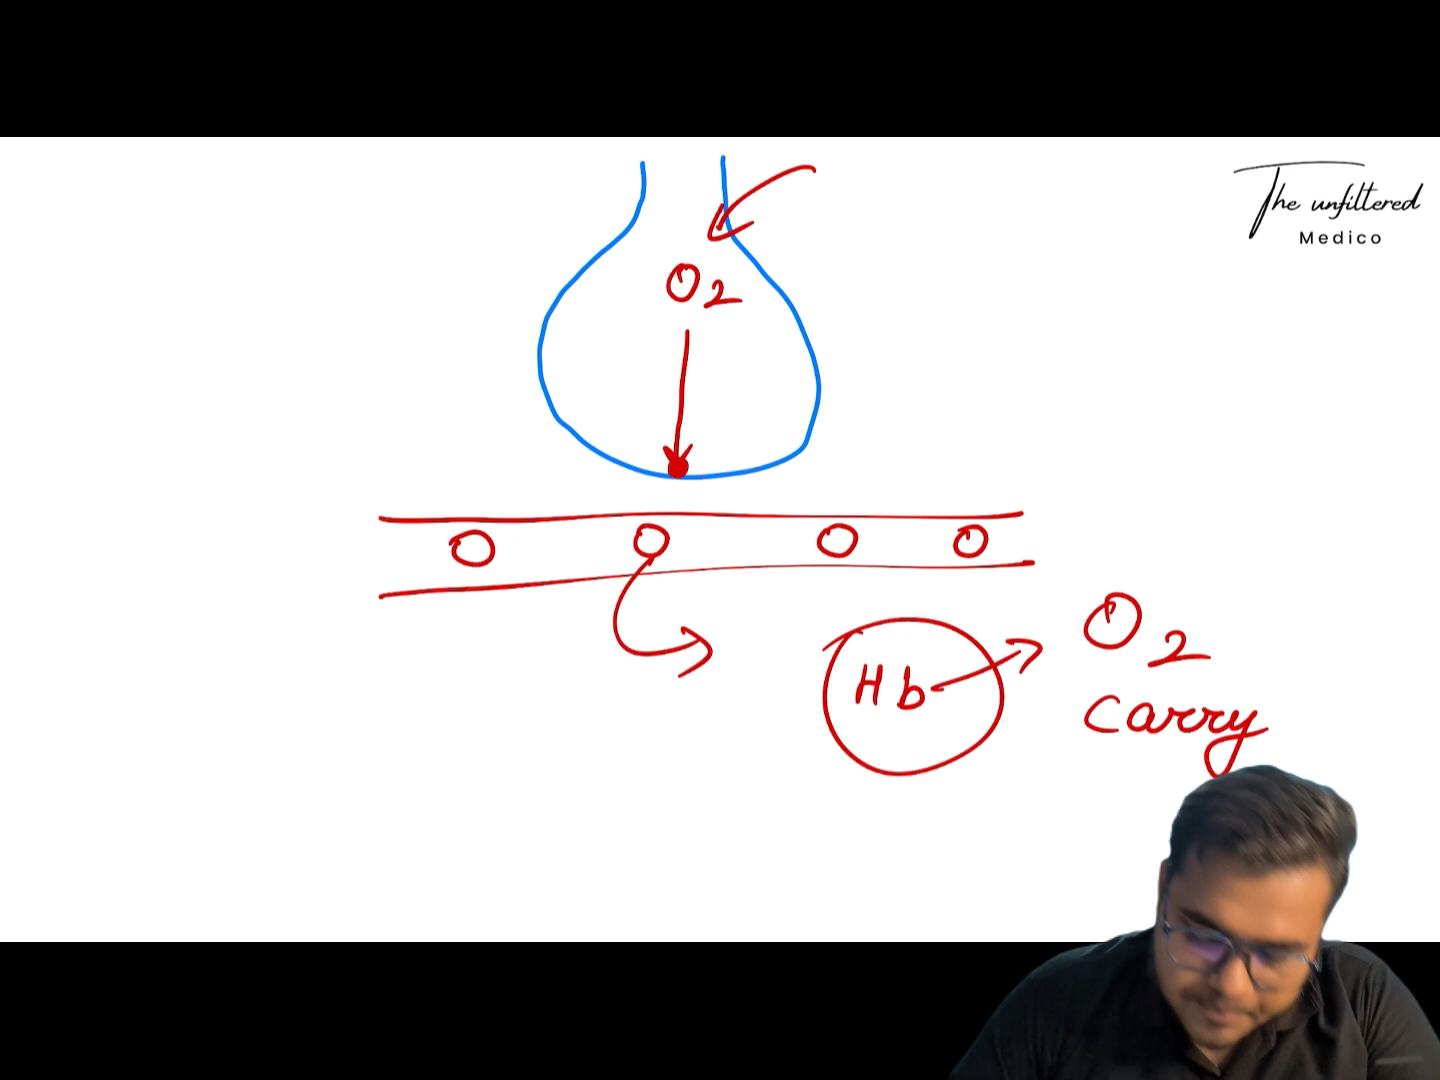 The unfiltered
Medico
O2
Hb
O2
carry